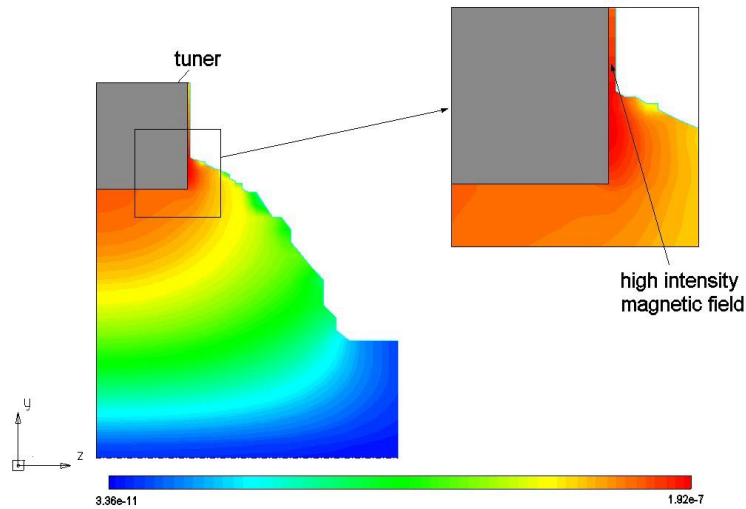 tuner
high intensity
magnetic field
y
z
3.36e-11
1.92e-7